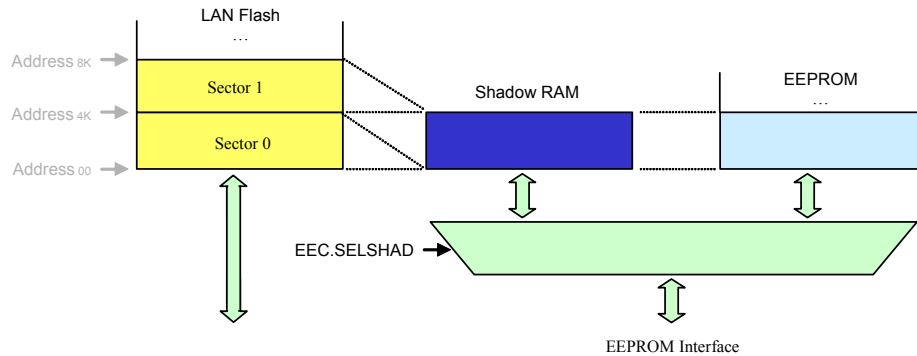 LAN Flash
...
Address 8K
Sector 1
Shadow RAM
EEPROM
...
Address 4K
Sector 0
Address 00
EEC.SELSHAD
EEPROM Interface